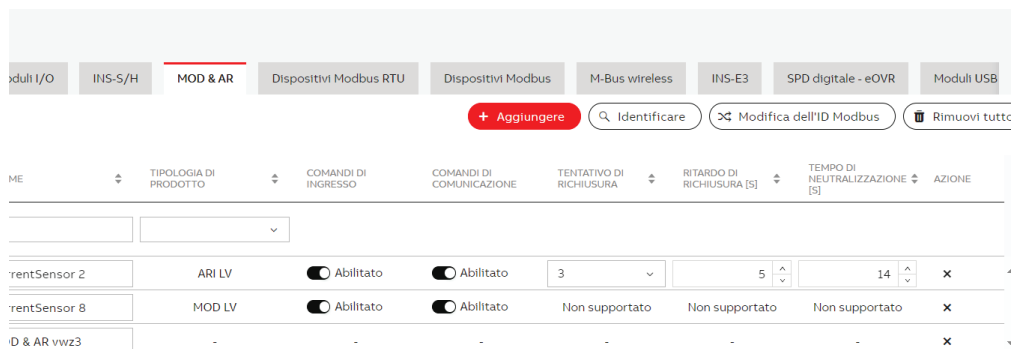 oduli I/O INS-S/H MOD & AR Dispositivi Modbus RTU Dispositivi Modbus M-Bus wireless INS-E3 SPD digitale - eOVR Moduli USB
+ Aggiungere Identificare Modifica dell'ID Modbus Rimuovi tutto
ME TIPOLOGIA DI PRODOTTO COMANDI DI INGRESSO COMANDI DI COMUNICAZIONE TENTATIVO DI RICHIUSURA RITARDO DI RICHIUSURA [S] TEMPO DI NEUTRALIZZAZIONE [S] AZIONE
rrentSensor 2 ARI LV Abilitato Abilitato 3 5 14 ×
rrentSensor 8 MOD LV Abilitato Abilitato Non supportato Non supportato Non supportato ×
D & AR vwz3 - - - - - - ×